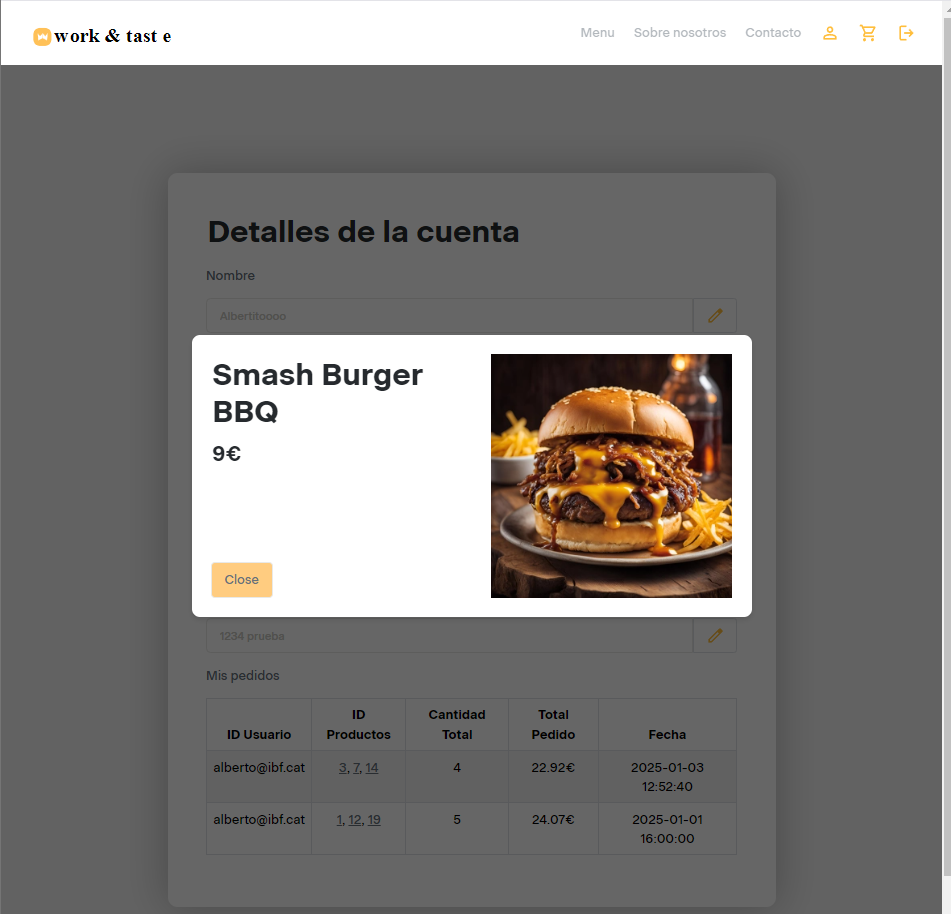 work & tast e
Menu Sobre nosotros Contacto
Detalles de la cuenta
Nombre
Albertitoooo
Smash Burger
BBQ
9€
Close
1234 prueba
Mis pedidos
ID Usuario ID Productos Cantidad Total Total Pedido Fecha
alberto@ibf.cat 3, 7, 14 4 22.92€ 2025-01-03 12:52:40
alberto@ibf.cat 1, 12, 19 5 24.07€ 2025-01-01 16:00:00